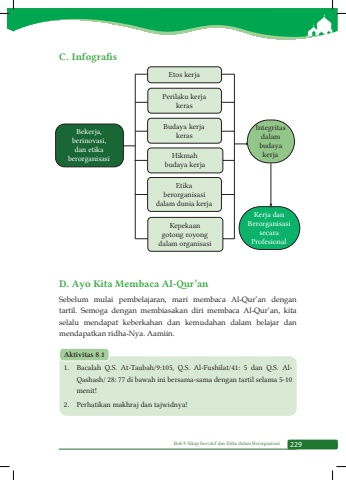 C. Infografis
Etos kerja
Perilaku kerja
keras
Budaya kerja
keras
Hikmah
budaya kerja
Etika
berorganisasi
dalam dunia kerja
Kepekaan
gotong royong
dalam organisasi
Bekerja,
berinovasi,
dan etika
berorganisasi
Integritas
dalam
budaya
kerja
Kerja dan
Berorganisasi
secara
Profesional
D. Ayo Kita Membaca Al-Qur'an
Sebelum mulai pembelajaran, mari membaca Al-Qur'an dengan
tartil. Semoga dengan membiasakan diri membaca Al-Qur'an, kita
selalu mendapat keberkahan dan kemudahan dalam belajar dan
mendapatkan ridha-Nya. Aamiin.
Aktivitas 8.1
1. Bacalah Q.S. At-Taubah/9:105, Q.S. Al-Fushilat/41: 5 dan Q.S. Al-
Qashash/ 28: 77 di bawah ini bersama-sama dengan tartil selama 5-10
menit!
2. Perhatikan makhraj dan tajwidnya!
Bab 8 Sikap Inovatif dan Etika dalam Berorganisasi 229